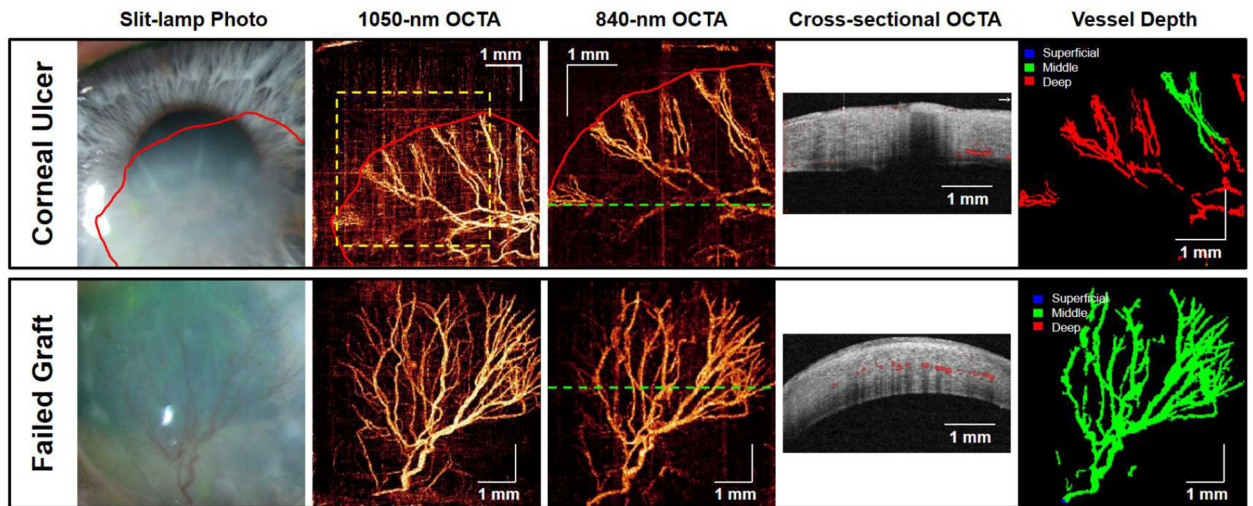 Slit-lamp Photo 1050-nm OCTA 840-nm OCTA Cross-sectional OCTA Vessel Depth
Corneal Ulcer
1 mm
1 mm
1 mm
Superficial
Middle
Deep
1 mm
Failed Graft
1 mm
1 mm
1 mm
Superficial
Middle
Deep
1 mm